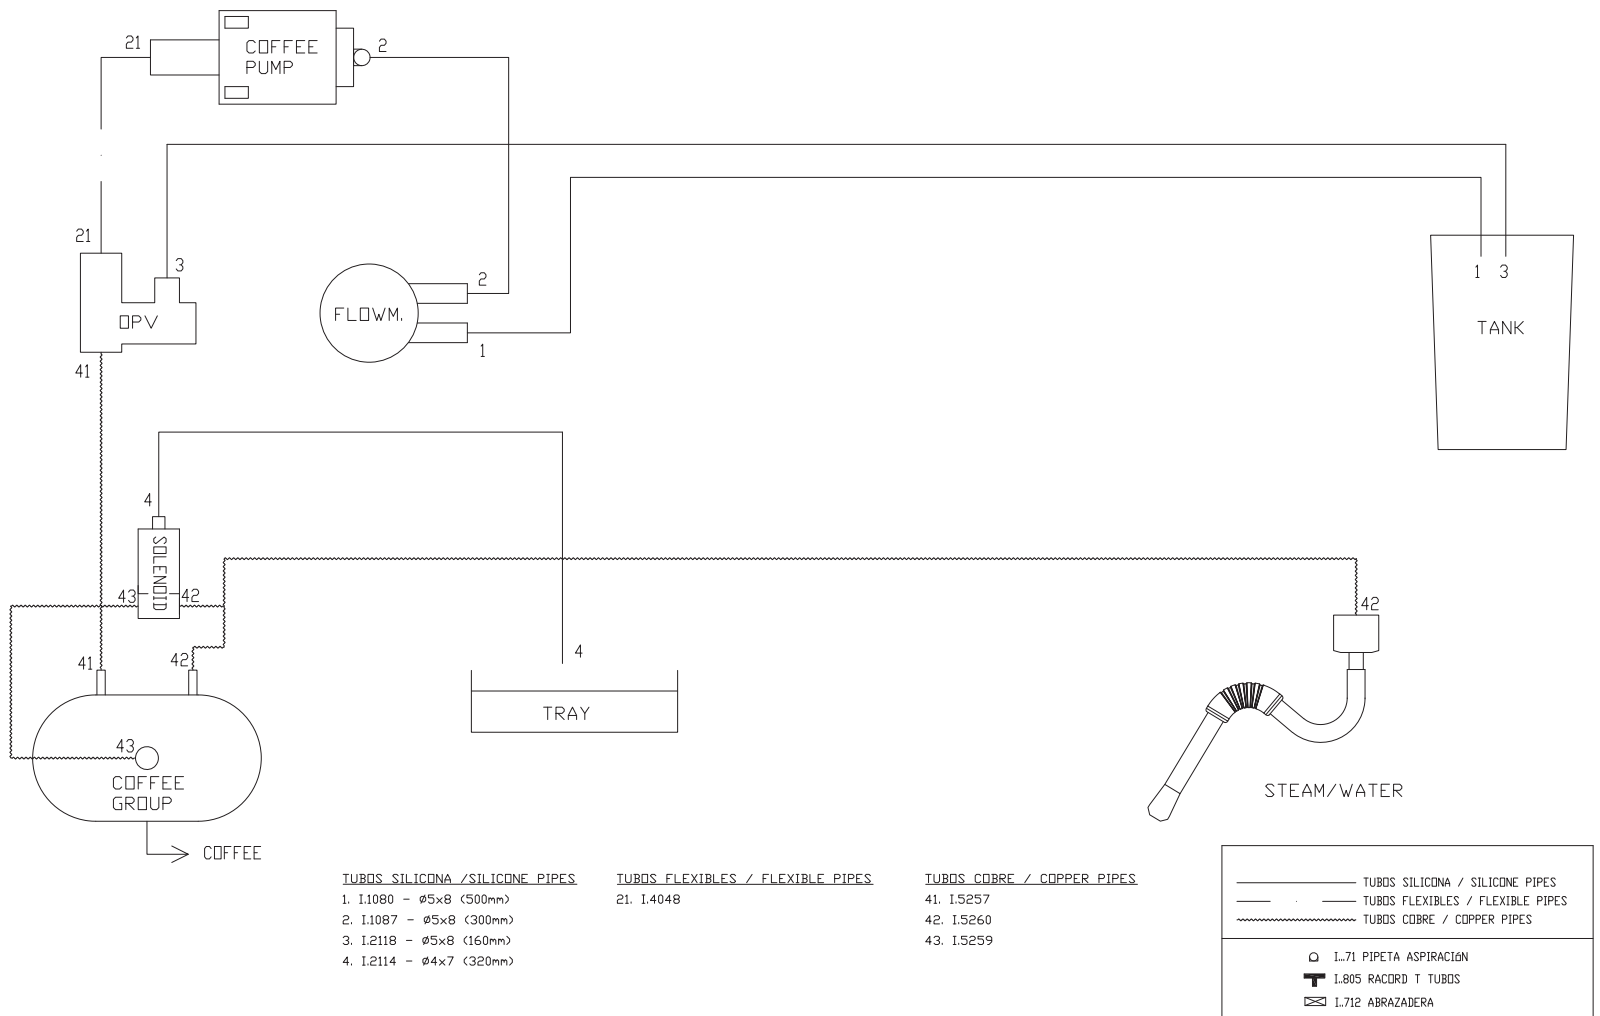 21
COFFEE
PUMP
2
21
3
OPV
41
2
FLOWM.
1
1 3
TANK
4
SOLENOID
43
42
42
41
42
4
TRAY
43
COFFEE
GROUP
COFFEE
STEAM/WATER
TUBOS SILICONA /SILICONE PIPES
1. I.1080 - ø5x8 (500mm)
2. I.1087 - ø5x8 (300mm)
3. I.2118 - ø5x8 (160mm)
4. I.2114 - ø4x7 (320mm)
TUBOS FLEXIBLES / FLEXIBLE PIPES
21. I.4048
TUBOS COBRE / COPPER PIPES
41. I.5257
42. I.5260
43. I.5259
TUBOS SILICONA / SILICONE PIPES
TUBOS FLEXIBLES / FLEXIBLE PIPES
TUBOS COBRE / COPPER PIPES
I...71 PIPETA ASPIRACIóN
I..805 RACORD T TUBOS
I..712 ABRAZADERA